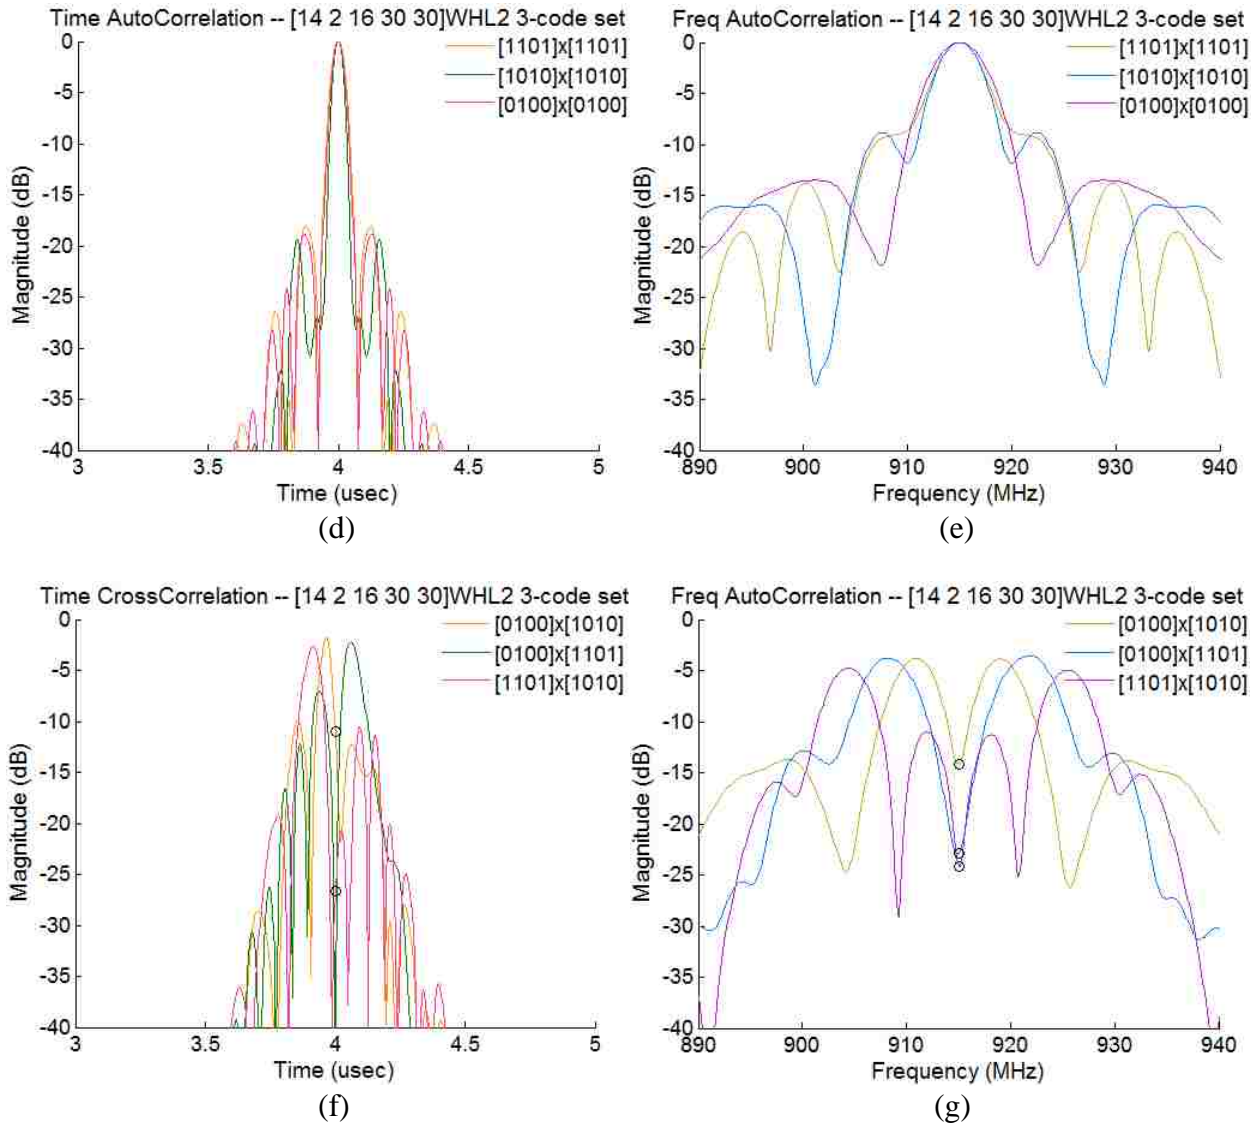 Time AutoCorrelation -- [14 2 16 30 30]WHL2 3-code set
[1101]x[1101]
[1010]x[1010]
[0100]x[0100]
Magnitude (dB)
0
-5
-10
-15
-20
-25
-30
-35
-40
3
3.5
4
4.5
5
Time (usec)
(d)
Freq AutoCorrelation -- [14 2 16 30 30]WHL2 3-code set
[1101]x[1101]
[1010]x[1010]
[0100]x[0100]
Magnitude (dB)
0
-5
-10
-15
-20
-25
-30
-35
-40
890
900
910
920
930
940
Frequency (MHz)
(e)
Time CrossCorrelation -- [14 2 16 30 30]WHL2 3-code set
[0100]x[1010]
[0100]x[1101]
[1101]x[1010]
Magnitude (dB)
0
-5
-10
-15
-20
-25
-30
-35
-40
3
3.5
4
4.5
5
Time (usec)
(f)
Freq AutoCorrelation -- [14 2 16 30 30]WHL2 3-code set
[0100]x[1010]
[0100]x[1101]
[1101]x[1010]
Magnitude (dB)
0
-5
-10
-15
-20
-25
-30
-35
-40
890
900
910
920
930
940
Frequency (MHz)
(g)